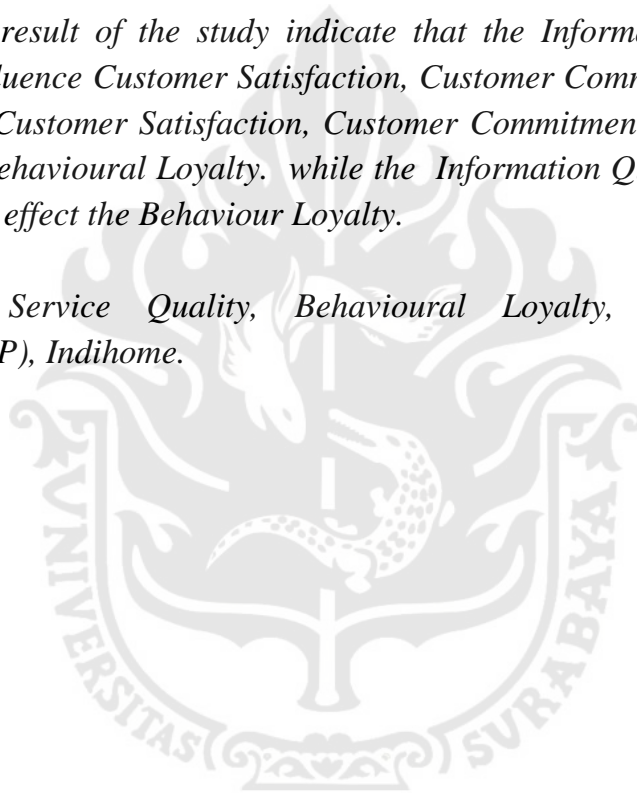 result of the study indicate that the Informa
luence Customer Satisfaction, Customer Comm
Customer Satisfaction, Customer Commitmen
ehavioural Loyalty. while the Information Q
effect the Behaviour Loyalty.
Service Quality, Behavioural Loyalty,
P), Indihome.
UNIVERSITAS SURABAYA